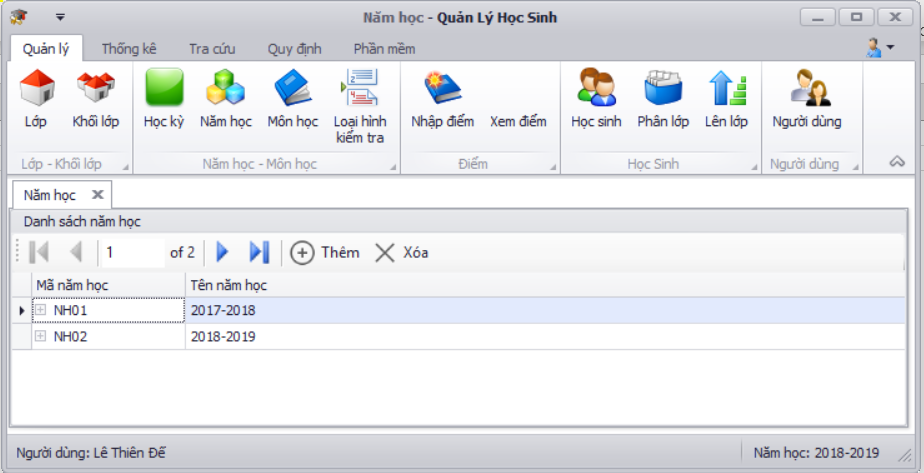 Năm học - Quản Lý Học Sinh
Quản lý Thống kê Tra cứu Quy định Phần mềm
Lớp Khối lớp Học kỳ Năm học Môn học Loại hình kiểm tra Nhập điểm Xem điểm Học sinh Phân lớp Lên lớp Người dùng
Lớp - Khối lớp Năm học - Môn học Điểm Học Sinh Người dùng
Năm học
Danh sách năm học
1 of 2 Thêm Xóa
Mã năm học Tên năm học
NH01 2017-2018
NH02 2018-2019
Người dùng: Lê Thiên Đế Năm học: 2018-2019